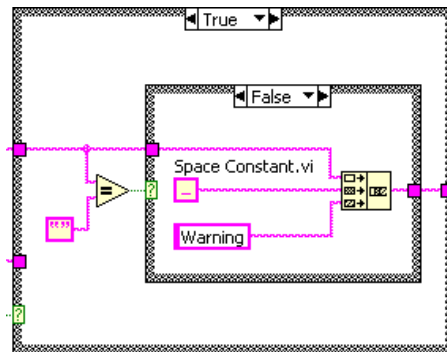 True
False
Space Constant.vi
=
?
""
Warning
?